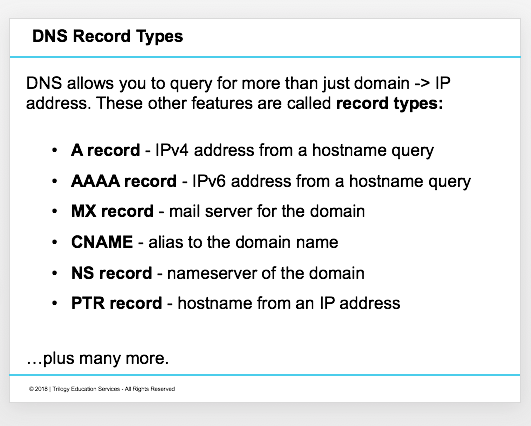 DNS Record Types
DNS allows you to query for more than just domain -> IP
address. These other features are called record types:
• A record - IPv4 address from a hostname query
• AAAA record - IPv6 address from a hostname query
• MX record - mail server for the domain
• CNAME - alias to the domain name
• NS record - nameserver of the domain
• PTR record - hostname from an IP address
…plus many more.
© 2018 | Trilogy Education Services - All Rights Reserved